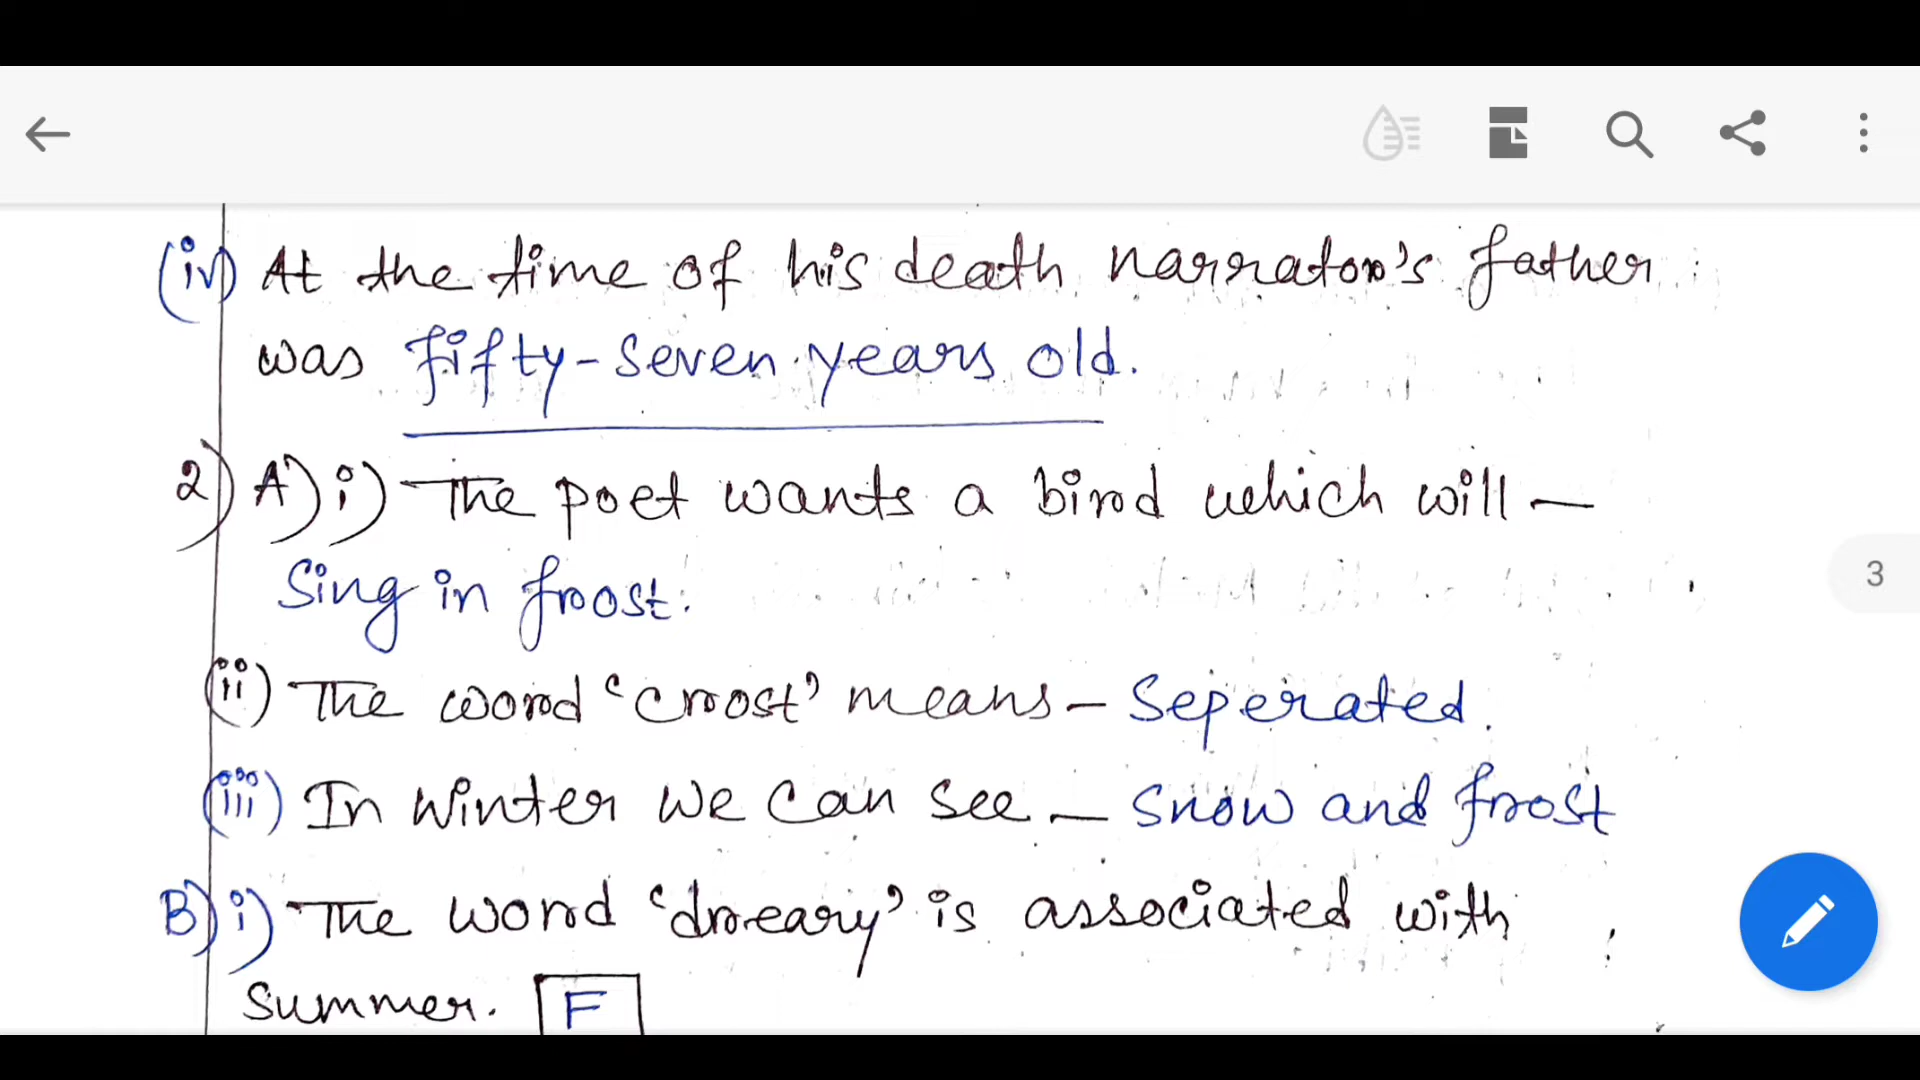 (iv) At the time of his death narrator's father
was fifty-seven years old.
2) A) i) The poet wants a bird which will —
Sing in frost.
3
(ii) The word 'crost' means — Seperated.
(iii) In winter we can see — snow and frost
B) i) The word 'dreary' is associated with
summer. F